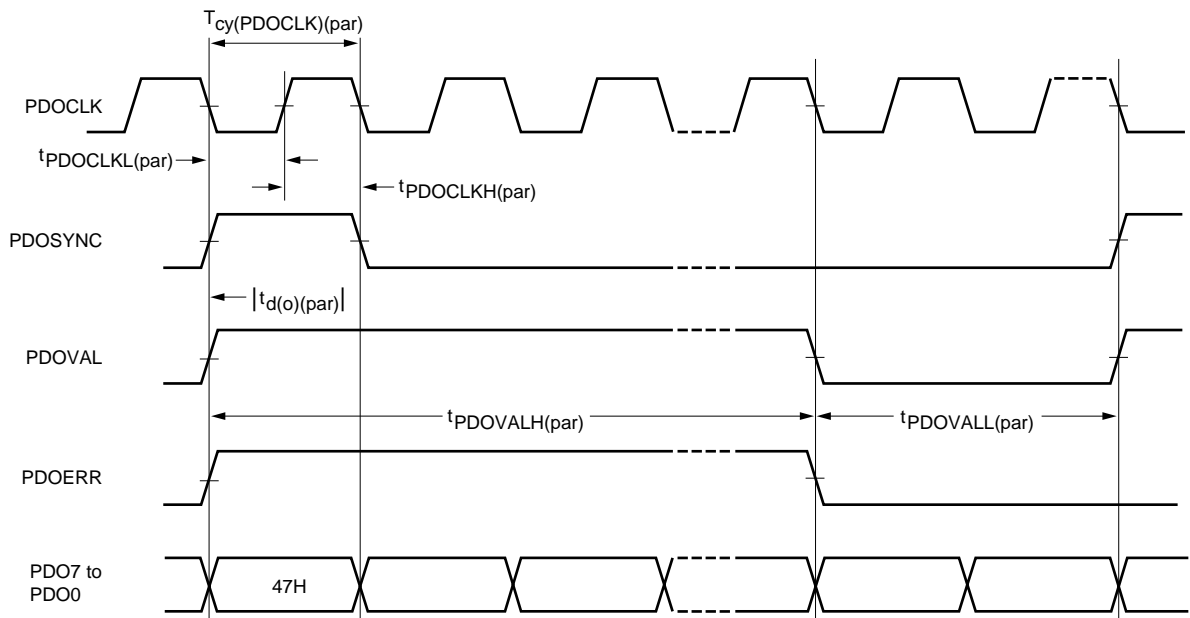 Tcy(PDOCLK)(par)
PDOCLK
tPDOCLKL(par)
tPDOCLKH(par)
PDOSYNC
|td(o)(par)|
PDOVAL
tPDOVALH(par)
tPDOVALL(par)
PDOERR
PDO7 to
PDO0
47H